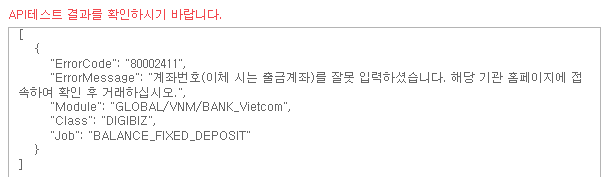 API테스트 결과를 확인하시기 바랍니다.
[
{
"ErrorCode": "80002411",
"ErrorMessage": "계좌번호(이체 시는 출금계좌)를 잘못 입력하셨습니다. 해당 기관 홈페이지에 접
속하여 확인 후 거래하십시오.",
"Module": "GLOBAL/VNM/BANK_Vietcom",
"Class": "DIGIBIZ",
"Job": "BALANCE_FIXED_DEPOSIT"
}
]